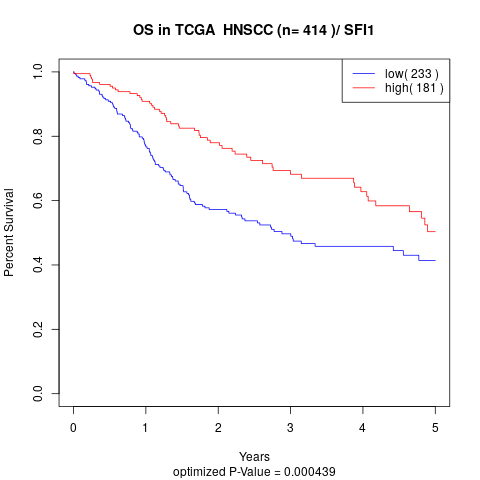 OS in TCGA  HNSCC (n= 414 )/ SFI1
low( 233 )
high( 181 )
Percent Survival
1.0
0.8
0.6
0.4
0.2
0.0
0 1 2 3 4 5
Years
optimized P-Value = 0.000439